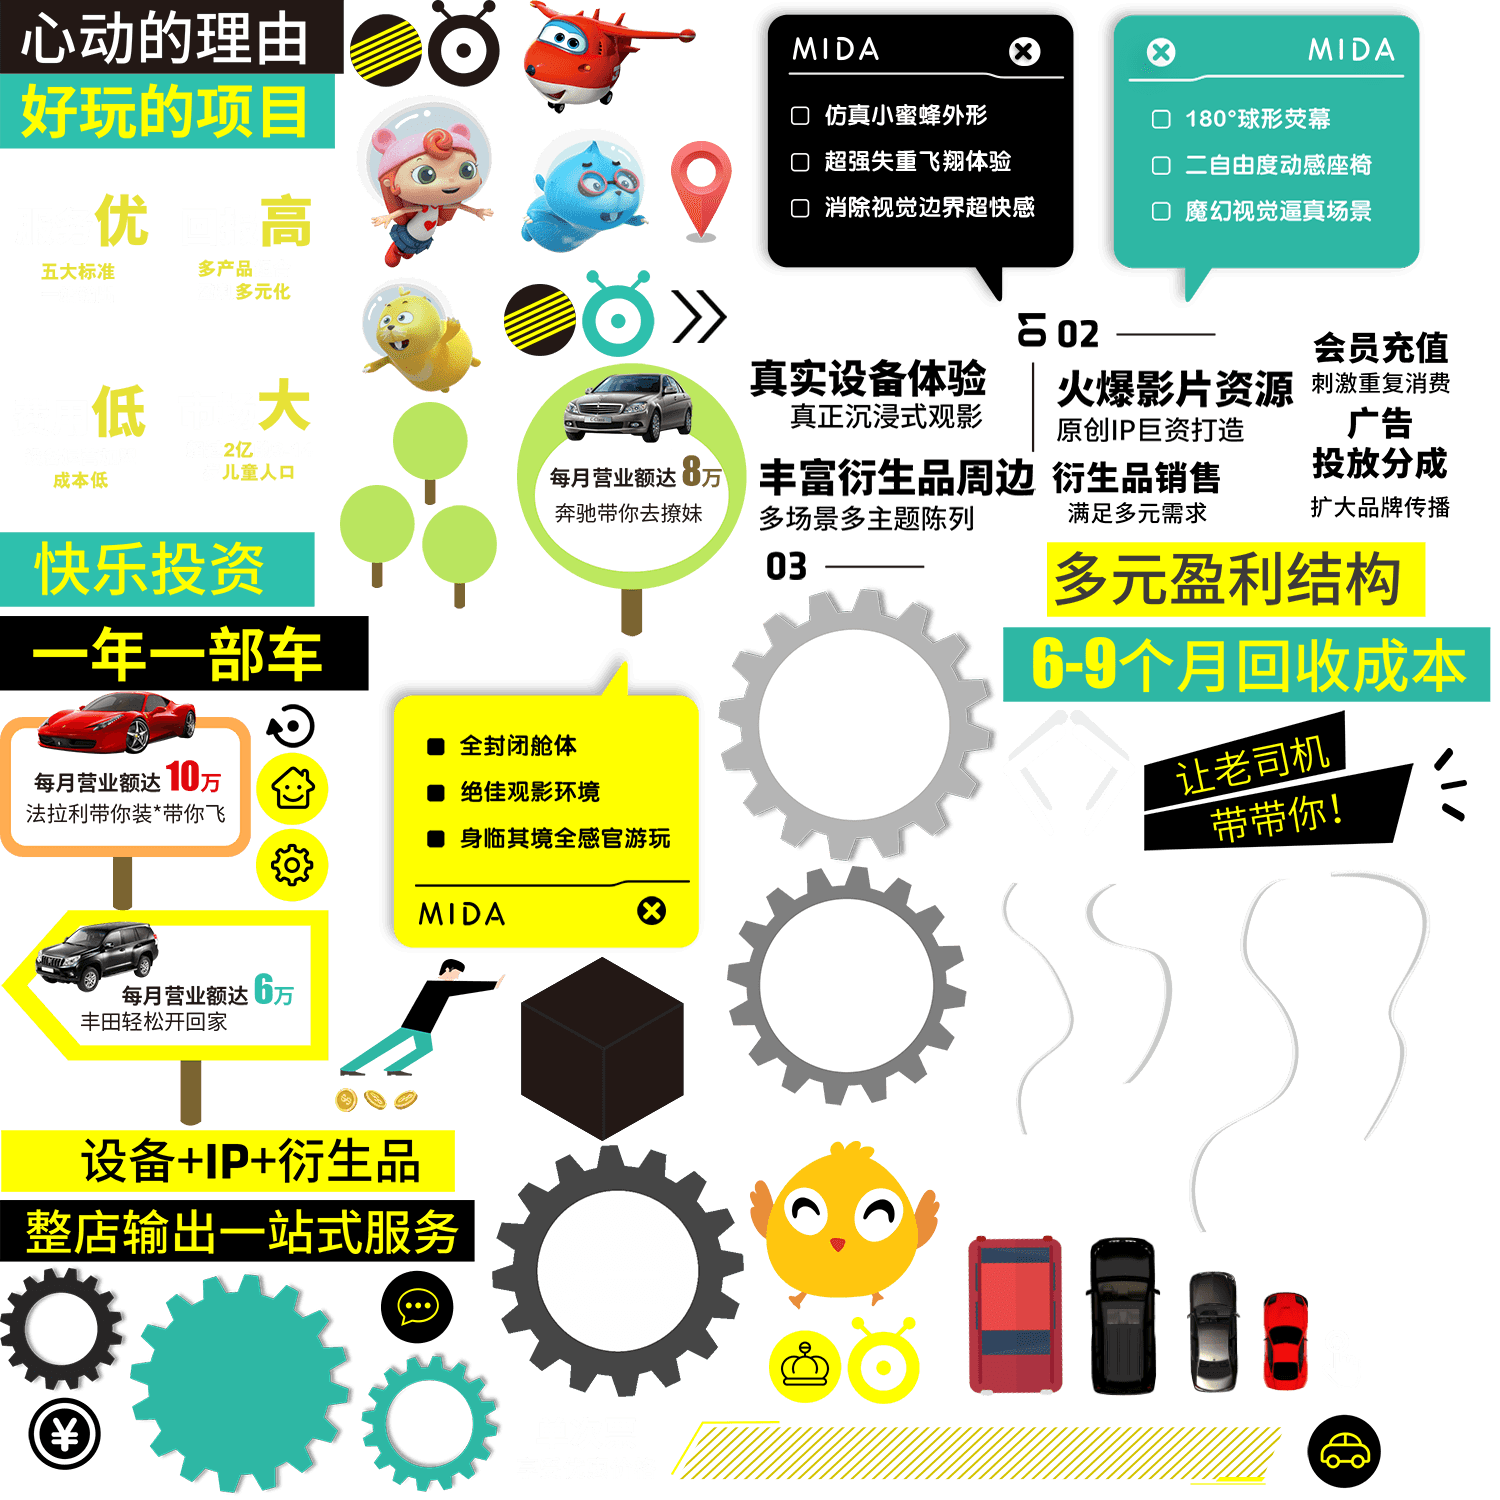 心动的理由
好玩的项目
优
五大标准
高
多产品
多元化
低
成本低
大
2亿
儿童人口
快乐投资
一年一部车
每月营业额达 10万
法拉利带你装*带你飞
每月营业额达 6万
丰田轻松开回家
设备+IP+衍生品
整店输出一站式服务
每月营业额达 8万
奔驰带你去撩妹
全封闭舱体
绝佳观影环境
身临其境全感官游玩
MIDA
MIDA
仿真小蜜蜂外形
超强失重飞翔体验
消除视觉边界超快感
MIDA
180°球形荧幕
二自由度动感座椅
魔幻视觉逼真场景
01
真实设备体验
真正沉浸式观影
02
火爆影片资源
原创IP巨资打造
丰富衍生品周边
多场景多主题陈列
03
衍生品销售
满足多元需求
会员充值
刺激重复消费
广告
投放分成
扩大品牌传播
多元盈利结构
6-9个月回收成本
让老司机
带带你！
¥